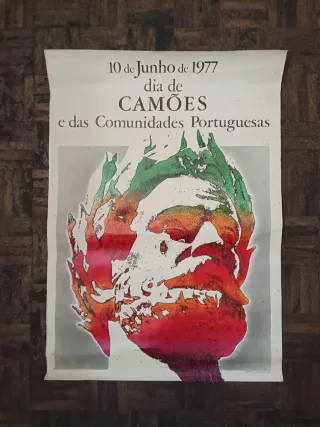 10 de Junho de 1977
dia de
CAMÕES
e das Comunidades Portuguesas